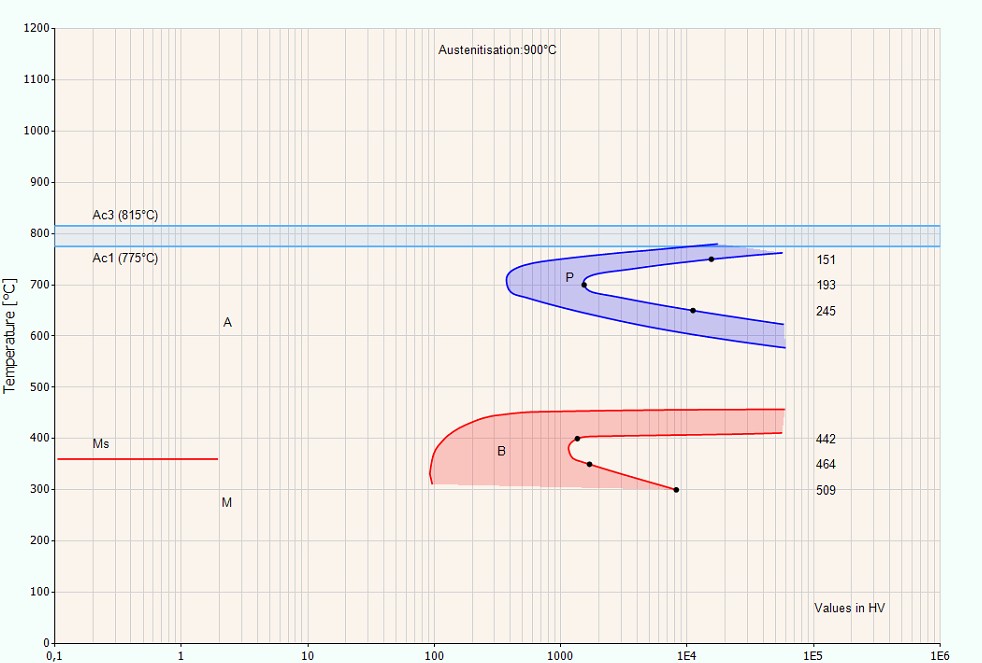 1200
Austenitisation:900°C
1100
1000
900
Ac3 (815°C)
800
Ac1 (775°C)
151
P
700
193
245
A
600
Temperature [°C]
500
Ms
400
442
B
464
300
509
M
200
100
Values in HV
0
0,1
1
10
100
1000
1E4
1E5
1E6